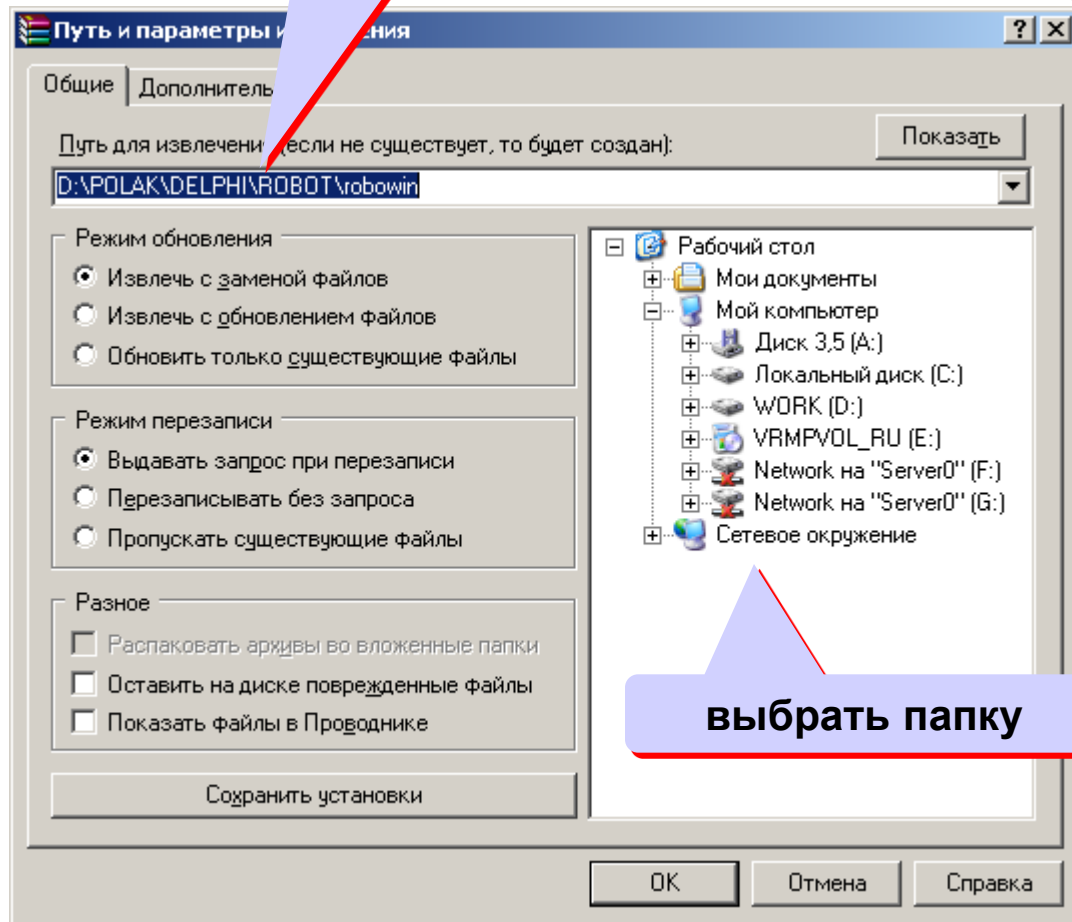 Путь и параметры и ения
Общие
Дополнитель
Путь для извлечени (если не существует, то будет создан):
Показать
D:\POLAK\DELPHI\ROBOT\robowin
Режим обновления
Извлечь с заменой файлов
Извлечь с обновлением файлов
Обновить только существующие файлы
Режим перезаписи
Выдавать запрос при перезаписи
Перезаписывать без запроса
Пропускать существующие файлы
Разное
Распаковать архивы во вложенные папки
Оставить на диске поврежденные файлы
Показать файлы в Проводнике
Сохранить установки
Рабочий стол
Мои документы
Мой компьютер
Диск 3,5 (A:)
Локальный диск (C:)
WORK (D:)
VRMPVOL_RU (E:)
Network на "Server0" (F:)
Network на "Server0" (G:)
Сетевое окружение
выбрать папку
OK
Отмена
Справка